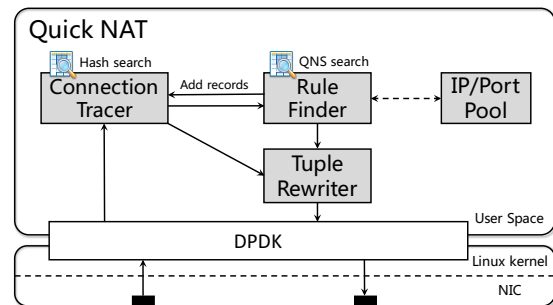 Quick NAT
Hash search
QNS search
Connection
Tracer
Add records
Rule
Finder
IP/Port
Pool
Tuple
Rewriter
User Space
DPDK
Linux kernel
NIC